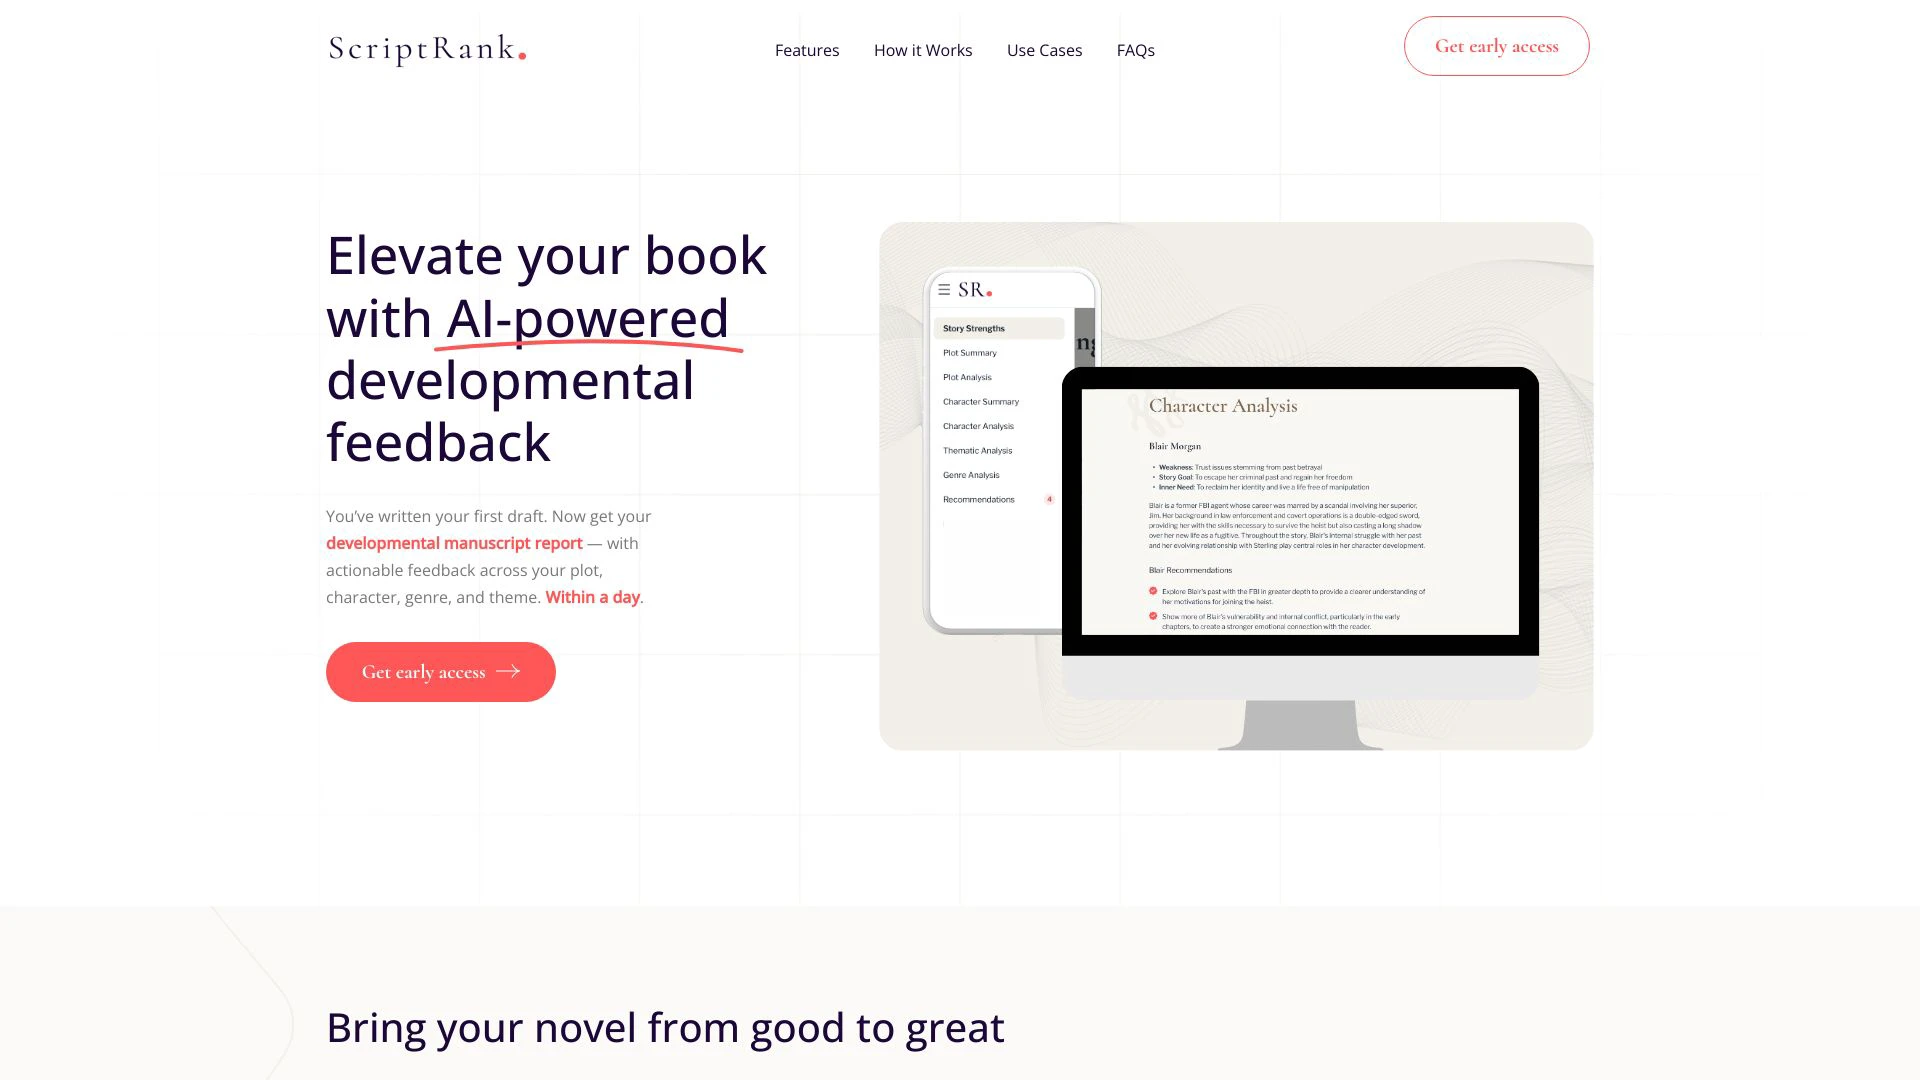 ScriptRank.
Features
How it Works
Use Cases
FAQs
Get early access
Elevate your book
with AI-powered
developmental
feedback
You’ve written your first draft. Now get your
developmental manuscript report — with
actionable feedback across your plot,
character, genre, and theme. Within a day.
Get early access
SR.
Story Strengths
Plot Summary
Plot Analysis
Character Summary
Character Analysis
Thematic Analysis
Genre Analysis
Recommendations 4
Character Analysis
Blair Morgan
• Weakness: Trust issues stemming from past betrayal
• Story Goal: To escape her criminal past and regain her freedom
• Inner Need: To reclaim her identity and live a life free of manipulation
Blair is a former FBI agent whose career was marred by a scandal involving her superior,
Jim. Her background in law enforcement and covert operations is a double-edged sword,
providing her with the skills necessary to survive the heist but also casting a long shadow
over her new life as a fugitive. Throughout the story, Blair's internal struggle with her past
and her evolving relationship with Sterling play central roles in her character development.
Blair Recommendations
Explore Blair's past with the FBI in greater depth to provide a clearer understanding of
her motivations for joining the heist.
Show more of Blair's vulnerability and internal conflict, particularly in the early
chapters, to create a stronger emotional connection with the reader.
Bring your novel from good to great